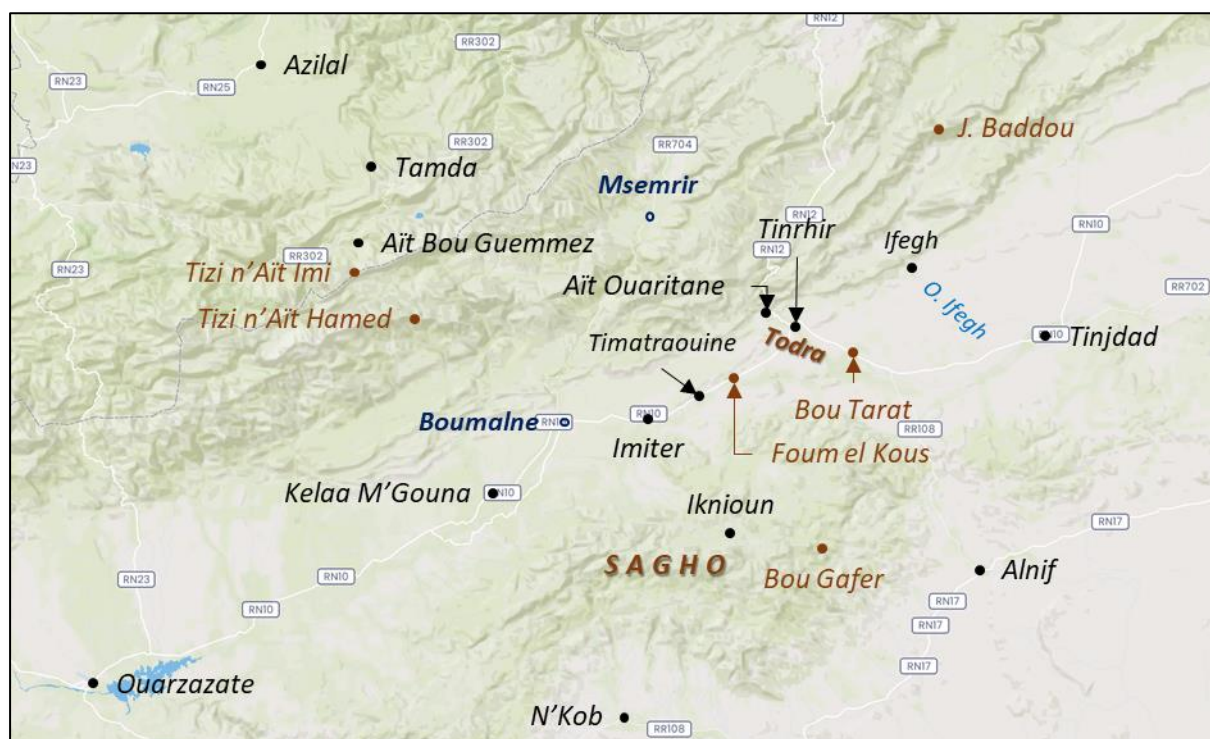 RN12
RR302
Azilal
RN23
RN25
J. Baddou
RR302
RR704
RN23
Tamda
Msemrir
RN12
Tinrhir
RN10
Ifegh
Aït Bou Guemmez
RN12
RR302
Tizi n’Aït Imi
RN23
Aït Ouaritane
O. Ifegh
RR702
Tizi n’Aït Hamed
Timatraouine
Todra
RN10
Tinjdad
Bou Tarat
Boumalne
RN10
RN10
RR108
Imiter
Foum el Kous
Kelaa M’Gouna
RN10
Iknioun
RN17
SAGHO
Bou Gafer
Alnif
RN23
RN10
RN10
RN17
RN17
RN17
Ouarzazate
N’Kob
RR108